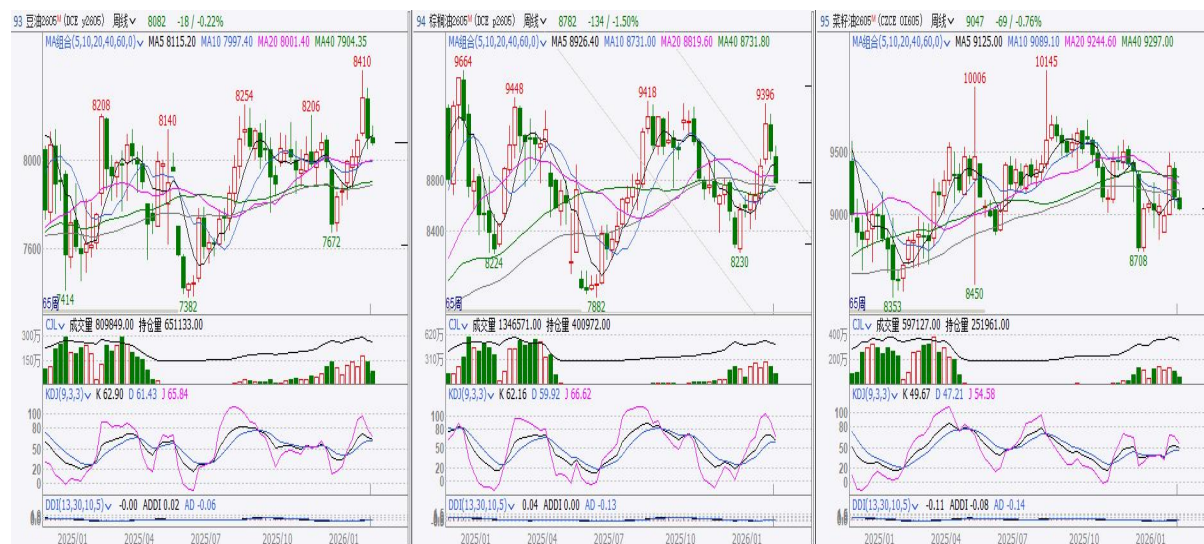 93 豆油2605M (DCE y2605) 周线 8082 -18 / -0.22%
MA组合(5,10,20,40,60,0) MA5 8115.20 MA10 7997.40 MA20 8001.40 MA40 7904.35
8410
8254
8208
8206
8140
8000
7672
7600
7414
7382
65周
CJL 成交量 809849.00 持仓量 651133.00
300万
150万
KDJ(9,3,3) K 62.90 D 61.43 J 65.84
100
80
50
20
0
DDI(13,30,10,5) -0.00 ADDI 0.02 AD -0.06
2025/01 2025/04 2025/07 2025/10 2026/01
94 棕榈油2605M (DCE p2605) 周线 8782 -134 / -1.50%
MA组合(5,10,20,40,60,0) MA5 8926.40 MA10 8731.00 MA20 8819.60 MA40 8731.80
9664
9448
9418
9396
8800
8400
8224
8230
7882
65周
CJL 成交量 1346571.00 持仓量 400972.00
620万
310万
KDJ(9,3,3) K 62.16 D 59.92 J 66.62
100
80
50
20
0
DDI(13,30,10,5) 0.04 ADDI 0.00 AD -0.13
2025/01 2025/04 2025/07 2025/10 2026/01
95 菜籽油2605M (CZCE OI605) 周线 9047 -69 / -0.76%
MA组合(5,10,20,40,60,0) MA5 9125.00 MA10 9089.10 MA20 9244.60 MA40 9297.00
10145
10006
9500
9000
8708
8450
8353
65周
CJL 成交量 597127.00 持仓量 251961.00
400万
200万
KDJ(9,3,3) K 49.67 D 47.21 J 54.58
100
80
50
20
0
DDI(13,30,10,5) -0.11 ADDI -0.08 AD -0.14
2025/01 2025/04 2025/07 2025/10 2026/01